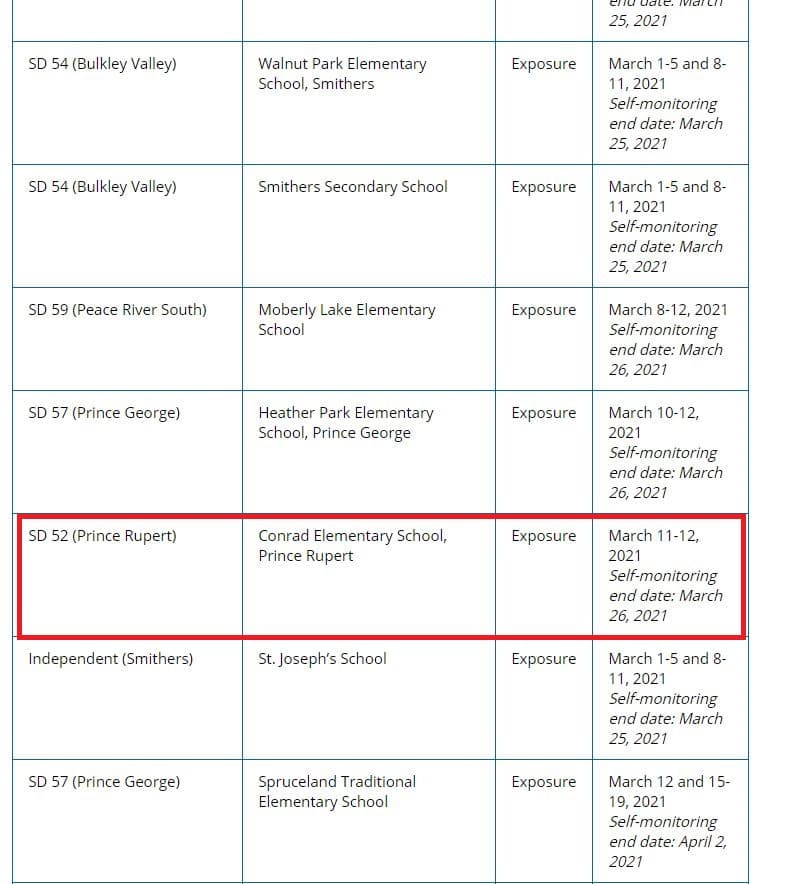 end date: March
25, 2021
SD 54 (Bulkley Valley)
Walnut Park Elementary
School, Smithers
Exposure
March 1-5 and 8-
11, 2021
Self-monitoring
end date: March
25, 2021
SD 54 (Bulkley Valley)
Smithers Secondary School
Exposure
March 1-5 and 8-
11, 2021
Self-monitoring
end date: March
25, 2021
SD 59 (Peace River South)
Moberly Lake Elementary
School
Exposure
March 8-12, 2021
Self-monitoring
end date: March
26, 2021
SD 57 (Prince George)
Heather Park Elementary
School, Prince George
Exposure
March 10-12,
2021
Self-monitoring
end date: March
26, 2021
SD 52 (Prince Rupert)
Conrad Elementary School,
Prince Rupert
Exposure
March 11-12,
2021
Self-monitoring
end date: March
26, 2021
Independent (Smithers)
St. Joseph’s School
Exposure
March 1-5 and 8-
11, 2021
Self-monitoring
end date: March
25, 2021
SD 57 (Prince George)
Spruceland Traditional
Elementary School
Exposure
March 12 and 15-
19, 2021
Self-monitoring
end date: April 2,
2021